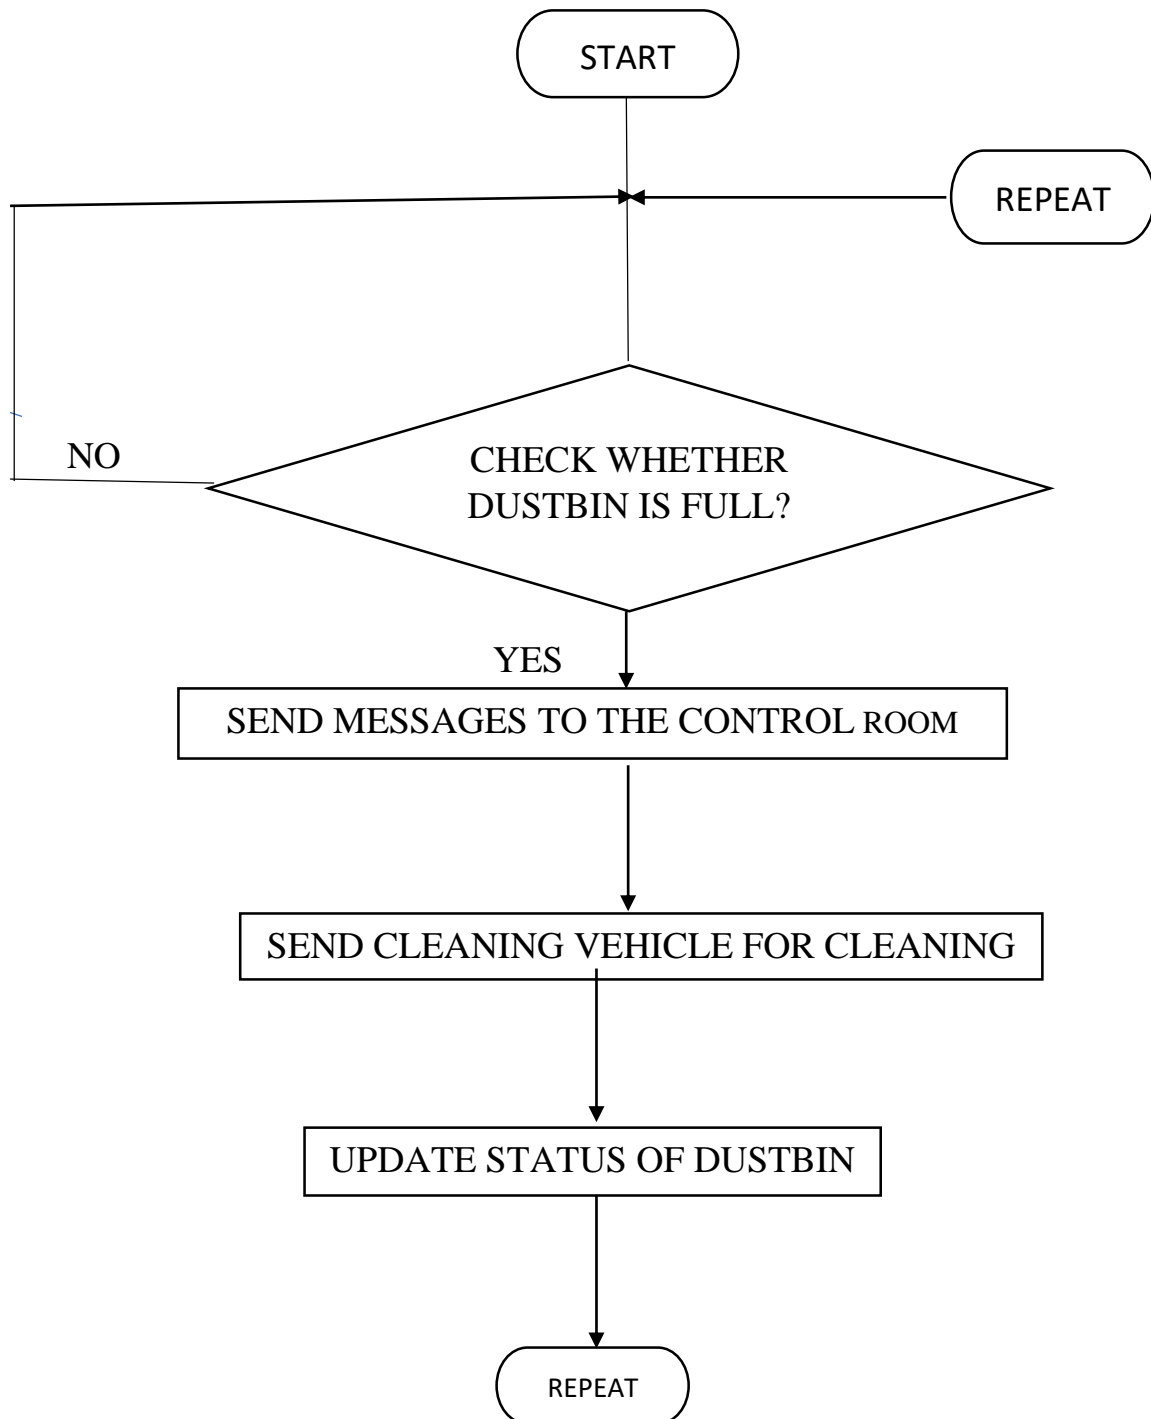 START
REPEAT
NO
CHECK WHETHER
DUSTBIN IS FULL?
YES
SEND MESSAGES TO THE CONTROL ROOM
SEND CLEANING VEHICLE FOR CLEANING
UPDATE STATUS OF DUSTBIN
REPEAT